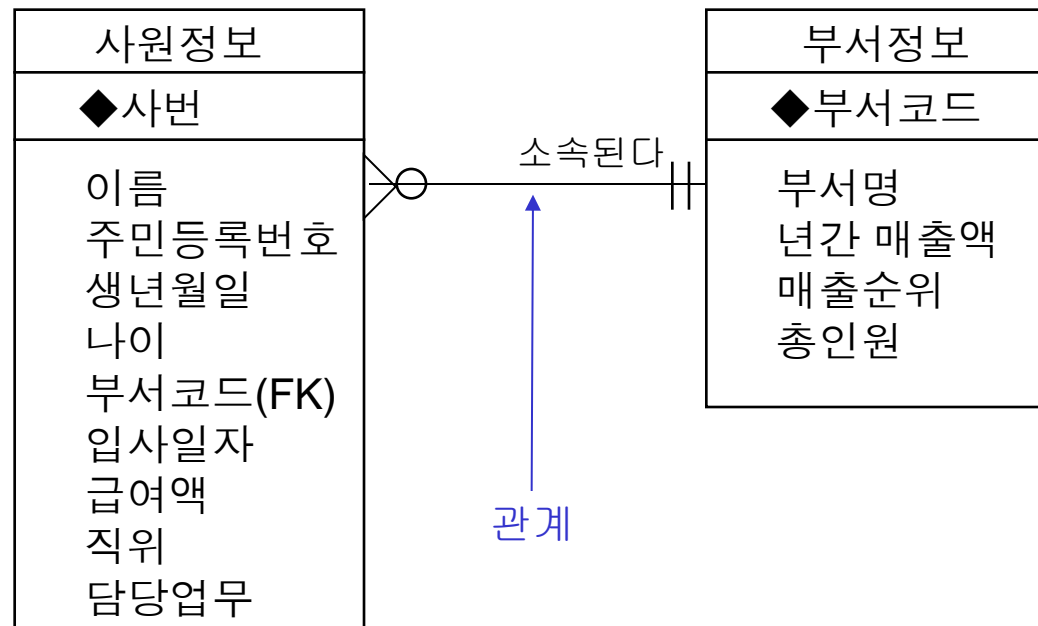 사원정보
◆사번
이름
주민등록번호
생년월일
나이
부서코드(FK)
입사일자
급여액
직위
담당업무
소속된다
관계
부서정보
◆부서코드
부서명
년간 매출액
매출순위
총인원